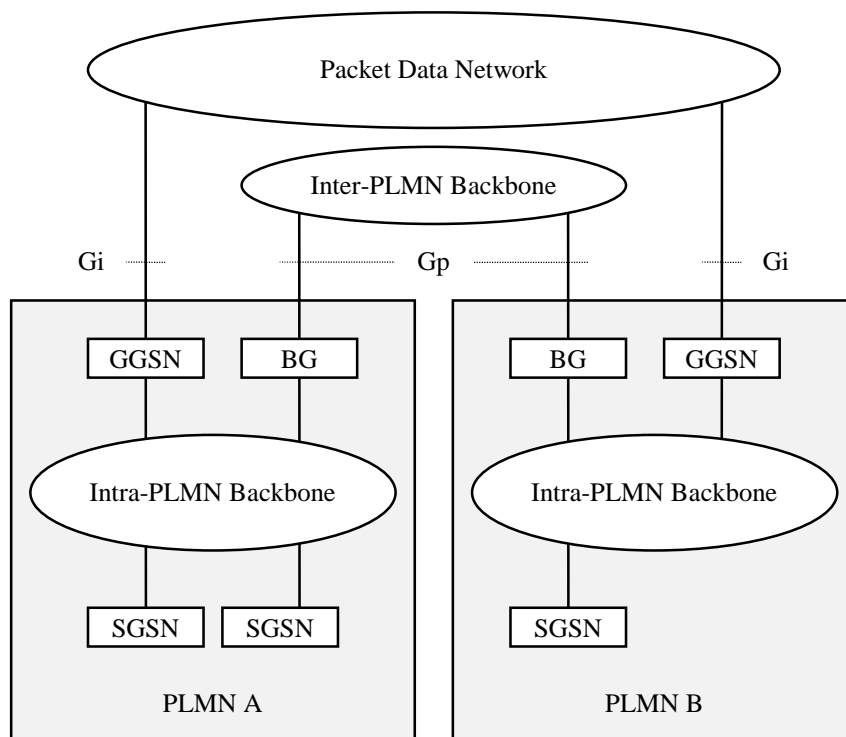 Packet Data Network
Inter-PLMN Backbone
Gi
Gp
Gi
GGSN
BG
BG
GGSN
Intra-PLMN Backbone
Intra-PLMN Backbone
SGSN
SGSN
SGSN
PLMN A
PLMN B